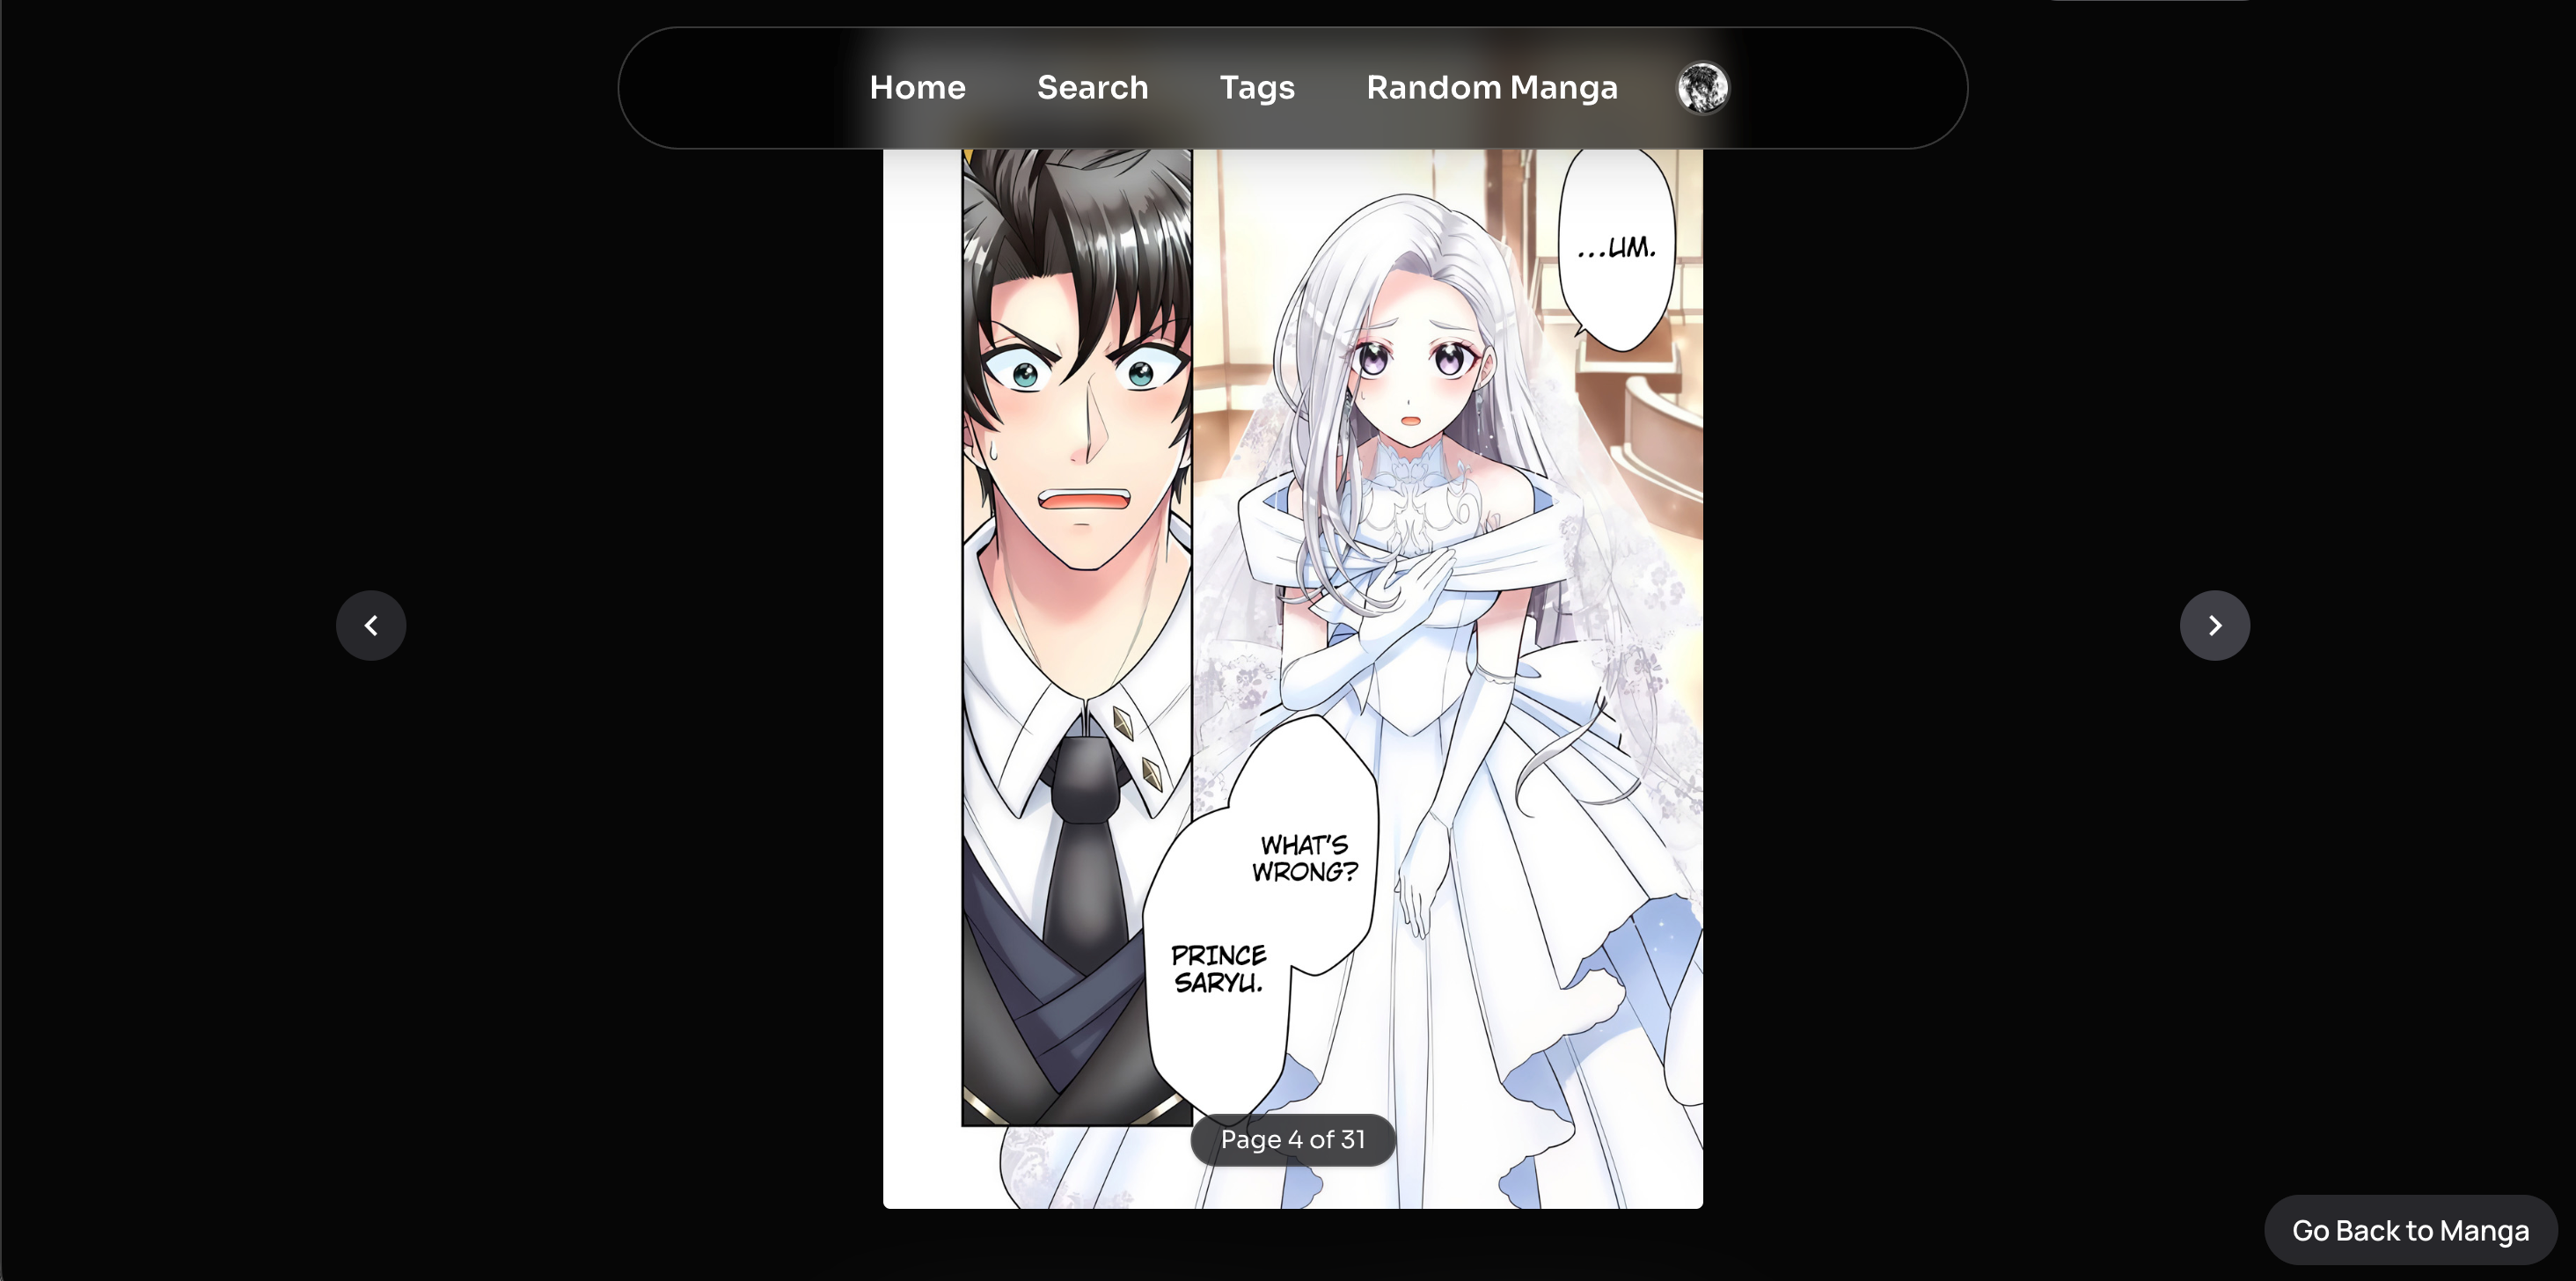 Home Search Tags Random Manga
...UM.
WHAT'S
WRONG?
PRINCE
SARYU.
Page 4 of 31
Go Back to Manga